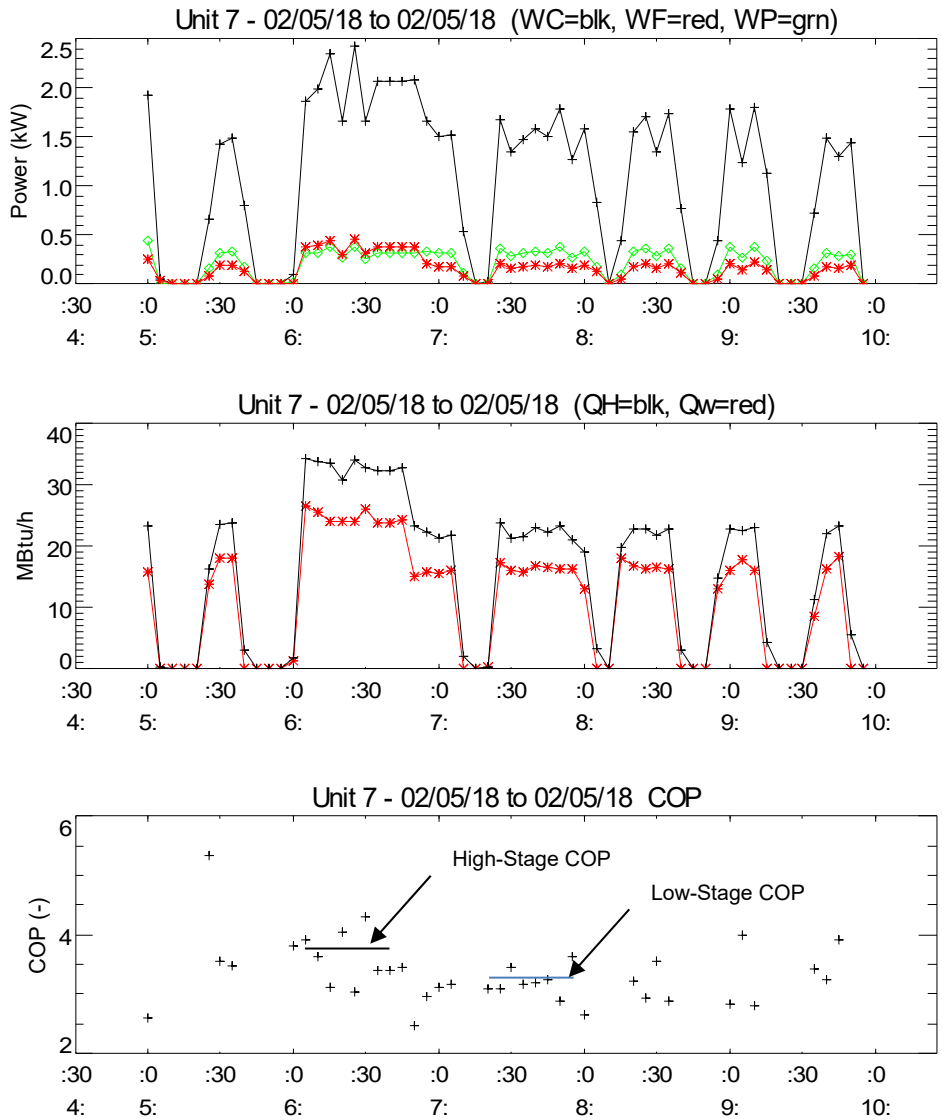 Unit 7 - 02/05/18 to 02/05/18 (WC=blk, WF=red, WP=grn)
2.5
2.0
1.5
1.0
0.5
0.0
Power (kW)
:30 :0 :30 :0 :30 :0 :30 :0 :30 :0 :30 :0
4: 5: 6: 7: 8: 9: 10:
Unit 7 - 02/05/18 to 02/05/18 (QH=blk, Qw=red)
40
30
20
10
0
MBtu/h
:30 :0 :30 :0 :30 :0 :30 :0 :30 :0 :30 :0
4: 5: 6: 7: 8: 9: 10:
Unit 7 - 02/05/18 to 02/05/18 COP
6
4
2
COP (-)
High-Stage COP
Low-Stage COP
:30 :0 :30 :0 :30 :0 :30 :0 :30 :0 :30 :0
4: 5: 6: 7: 8: 9: 10: